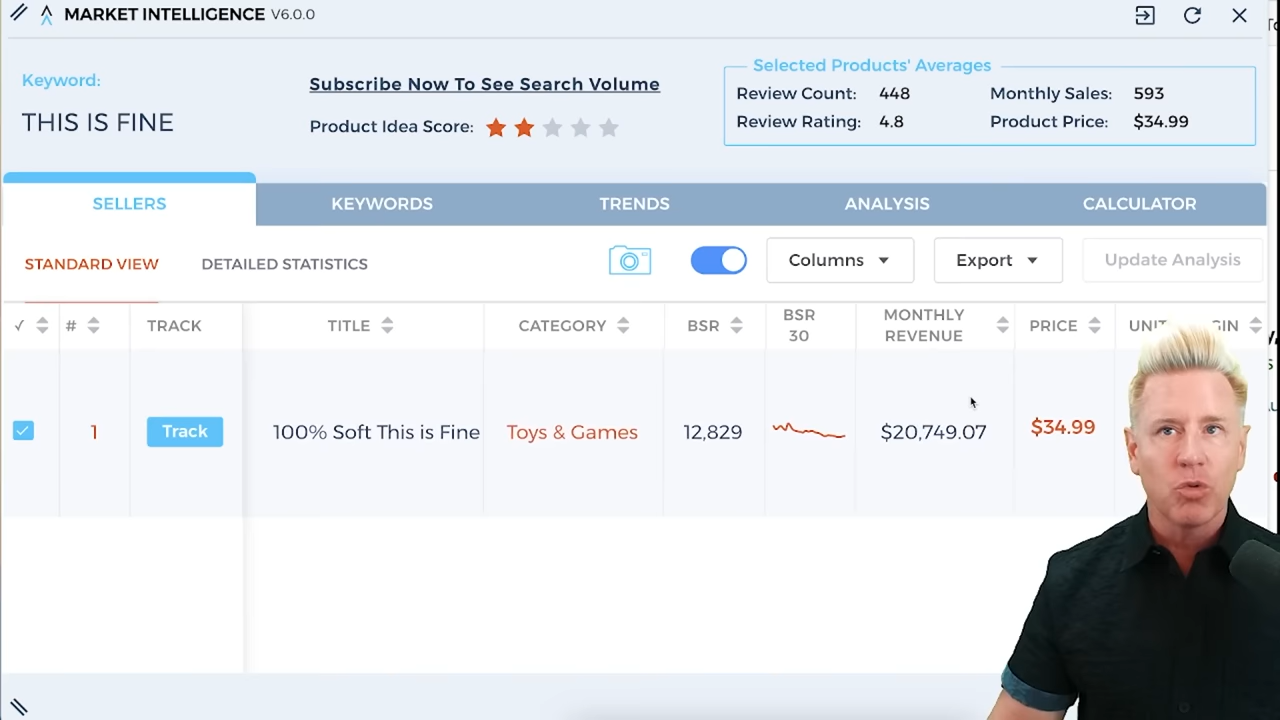 MARKET INTELLIGENCE V6.0.0
Keyword:
THIS IS FINE
Subscribe Now To See Search Volume
Product Idea Score:
Selected Products' Averages
Review Count: 448 Monthly Sales: 593
Review Rating: 4.8 Product Price: $34.99
SELLERS KEYWORDS TRENDS ANALYSIS CALCULATOR
STANDARD VIEW DETAILED STATISTICS Columns Export Update Analysis
✓ # TRACK TITLE CATEGORY BSR BSR 30 MONTHLY REVENUE PRICE
1 Track 100% Soft This is Fine Toys & Games 12,829 $20,749.07 $34.99